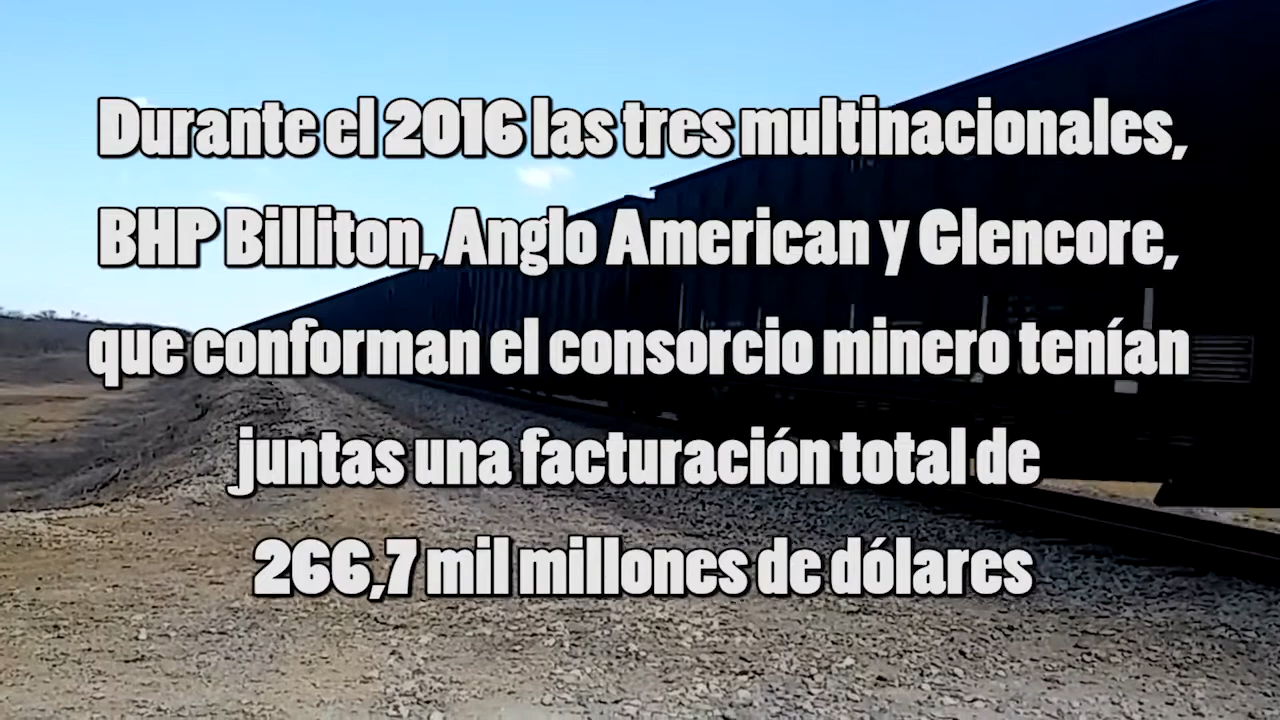 Durante el 2016 las tres multinacionales,
BHP Billiton, Anglo American y Glencore,
que conforman el consorcio minero tenían
juntas una facturación total de
266,7 mil millones de dólares